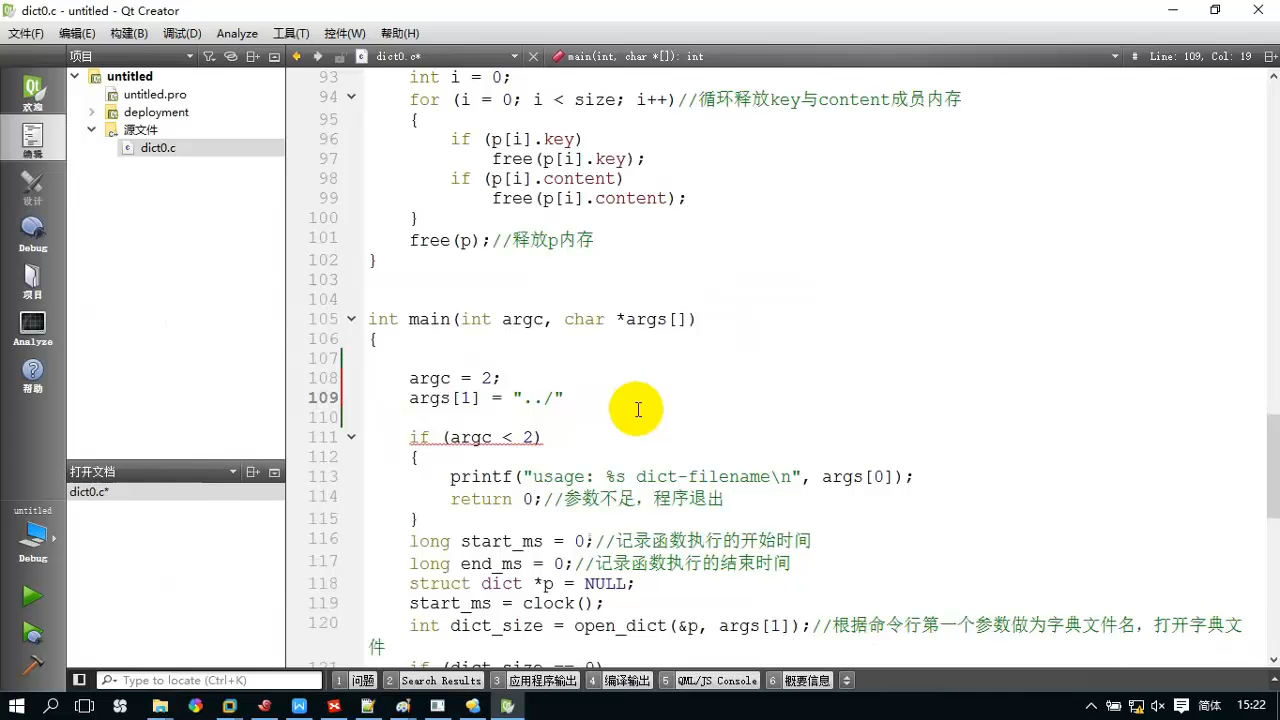 dict0.c - untitled - Qt Creator
文件(F) 编辑(E) 构建(B) 调试(D) Analyze 工具(T) 控件(W) 帮助(H)
项目 dict0.c* main(int, char *[]): int Line: 109, Col: 19
untitled
untitled.pro
deployment
源文件
dict0.c
欢迎
编辑
设计
Debug
项目
Analyze
帮助
打开文档
dict0.c*
untitled
Debug
93 int i = 0;
94 for (i = 0; i < size; i++)//循环释放key与content成员内存
95 {
96 if (p[i].key)
97 free(p[i].key);
98 if (p[i].content)
99 free(p[i].content);
100 }
101 free(p);//释放p内存
102 }
103
104
105 int main(int argc, char *args[])
106 {
107
108 argc = 2;
109 args[1] = "../"
110
111 if (argc < 2)
112 {
113 printf("usage: %s dict-filename\n", args[0]);
114 return 0;//参数不足，程序退出
115 }
116 long start_ms = 0;//记录函数执行的开始时间
117 long end_ms = 0;//记录函数执行的结束时间
118 struct dict *p = NULL;
119 start_ms = clock();
120 int dict_size = open_dict(&p, args[1]);//根据命令行第一个参数做为字典文件名，打开字典文
件
121 if (dict_size == 0)
Type to locate (Ctrl+K) 1 问题 2 Search Results 3 应用程序输出 4 编译输出 5 QML/JS Console 6 概要信息
简体 15:22